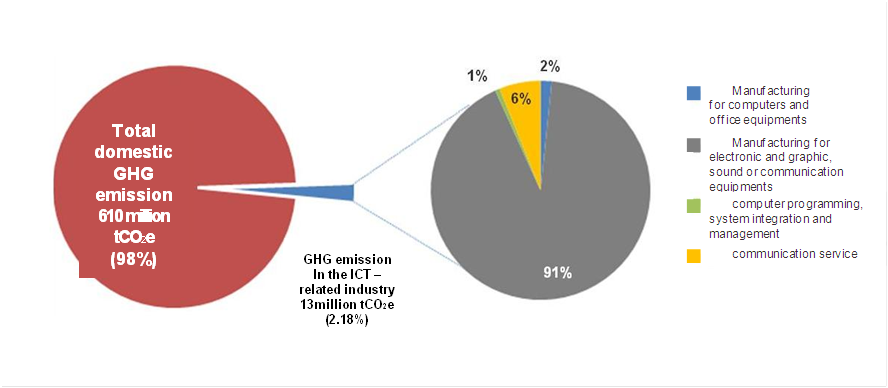 Total
domestic
GHG
emission
610 million
tCO₂e
(98%)
GHG emission
In the ICT –
related industry
13million tCO₂e
(2.18%)
1%
2%
6%
91%
Manufacturing
for computers and
office equipments
Manufacturing for
electronic and graphic,
sound or communication
equipments
computer programming,
system integration and
management
communication service